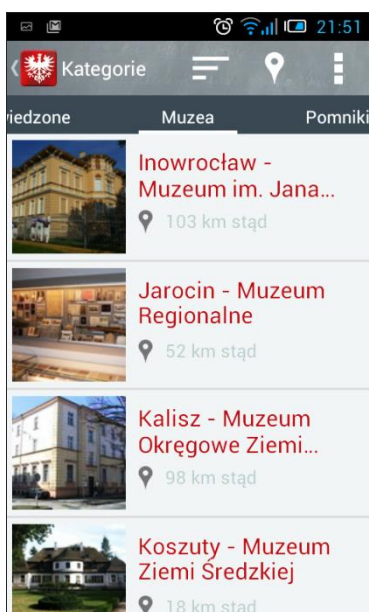 21:51
Kategorie
iedzone Muzea Pomniki
Inowrocław -
Muzeum im. Jana...
103 km stąd
Jarocin - Muzeum
Regionalne
52 km stąd
Kalisz - Muzeum
Okręgowe Ziemi...
98 km stąd
Koszuty - Muzeum
Ziemi Średzkiej
18 km stąd